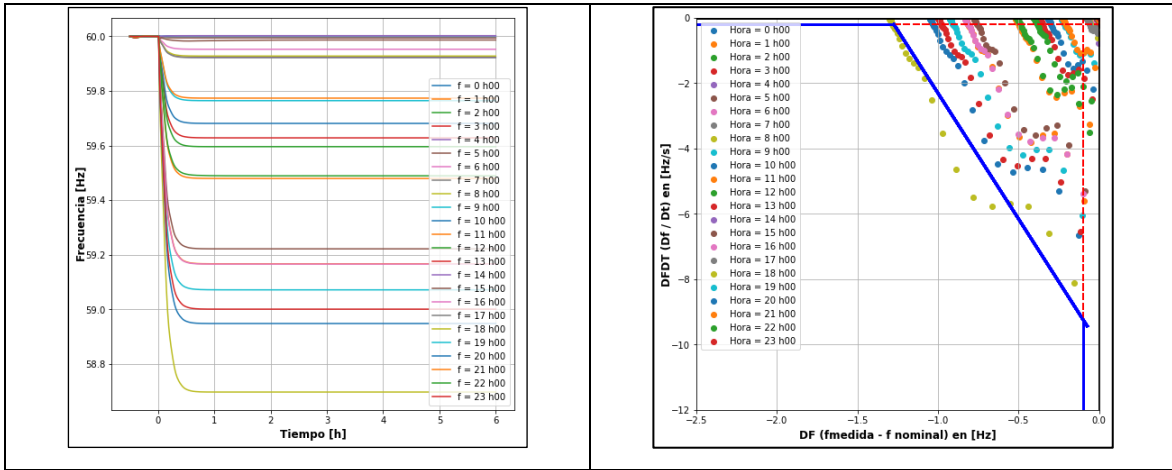 60.0
59.8
59.6
59.4
59.2
59.0
58.8
Frecuencia [Hz]
0
1
2
3
4
5
6
Tiempo [h]
f = 0 h00
f = 1 h00
f = 2 h00
f = 3 h00
f = 4 h00
f = 5 h00
f = 6 h00
f = 7 h00
f = 8 h00
f = 9 h00
f = 10 h00
f = 11 h00
f = 12 h00
f = 13 h00
f = 14 h00
f = 15 h00
f = 16 h00
f = 17 h00
f = 18 h00
f = 19 h00
f = 20 h00
f = 21 h00
f = 22 h00
f = 23 h00
0
−2
−4
−6
−8
−10
−12
DFDT (Df / Dt) en [Hz/s]
−2.5
−2.0
−1.5
−1.0
−0.5
0.0
DF (fmedida - f nominal) en [Hz]
Hora = 0 h00
Hora = 1 h00
Hora = 2 h00
Hora = 3 h00
Hora = 4 h00
Hora = 5 h00
Hora = 6 h00
Hora = 7 h00
Hora = 8 h00
Hora = 9 h00
Hora = 10 h00
Hora = 11 h00
Hora = 12 h00
Hora = 13 h00
Hora = 14 h00
Hora = 15 h00
Hora = 16 h00
Hora = 17 h00
Hora = 18 h00
Hora = 19 h00
Hora = 20 h00
Hora = 21 h00
Hora = 22 h00
Hora = 23 h00